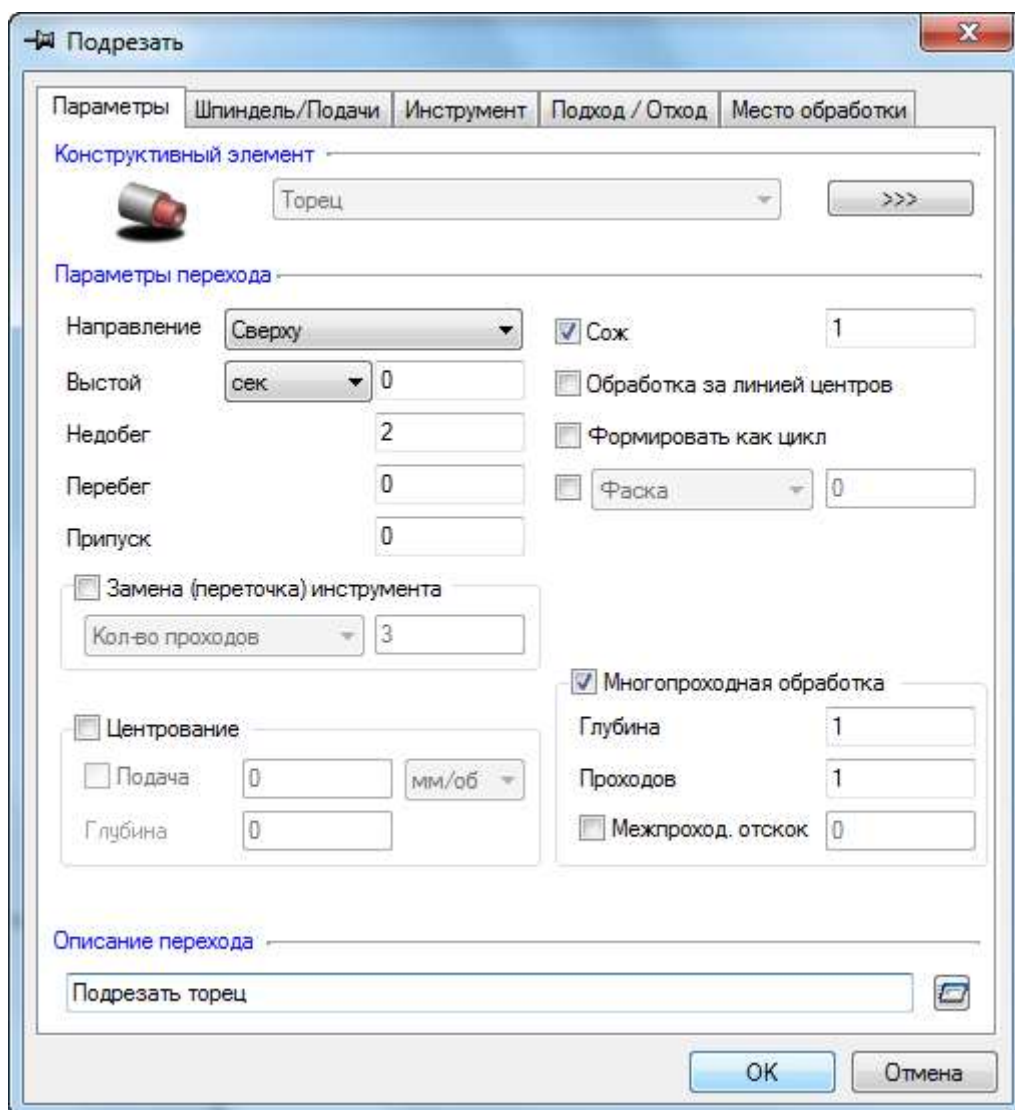 Подрезать
Параметры Шпиндель/Подачи Инструмент Подход / Отход Место обработки
Конструктивный элемент
Торец >>>
Параметры перехода
Направление Сверху Сож 1
Выстой сек 0 Обработка за линией центров
Недобег 2 Формировать как цикл
Перебег 0 Фаска 0
Припуск 0
Замена (переточка) инструмента
Кол-во проходов 3
Многопроходная обработка
Центрование Глубина 1
Подача 0 мм/об Проходов 1
Глубина 0 Межпроход. отскок 0
Описание перехода
Подрезать торец
OK Отмена